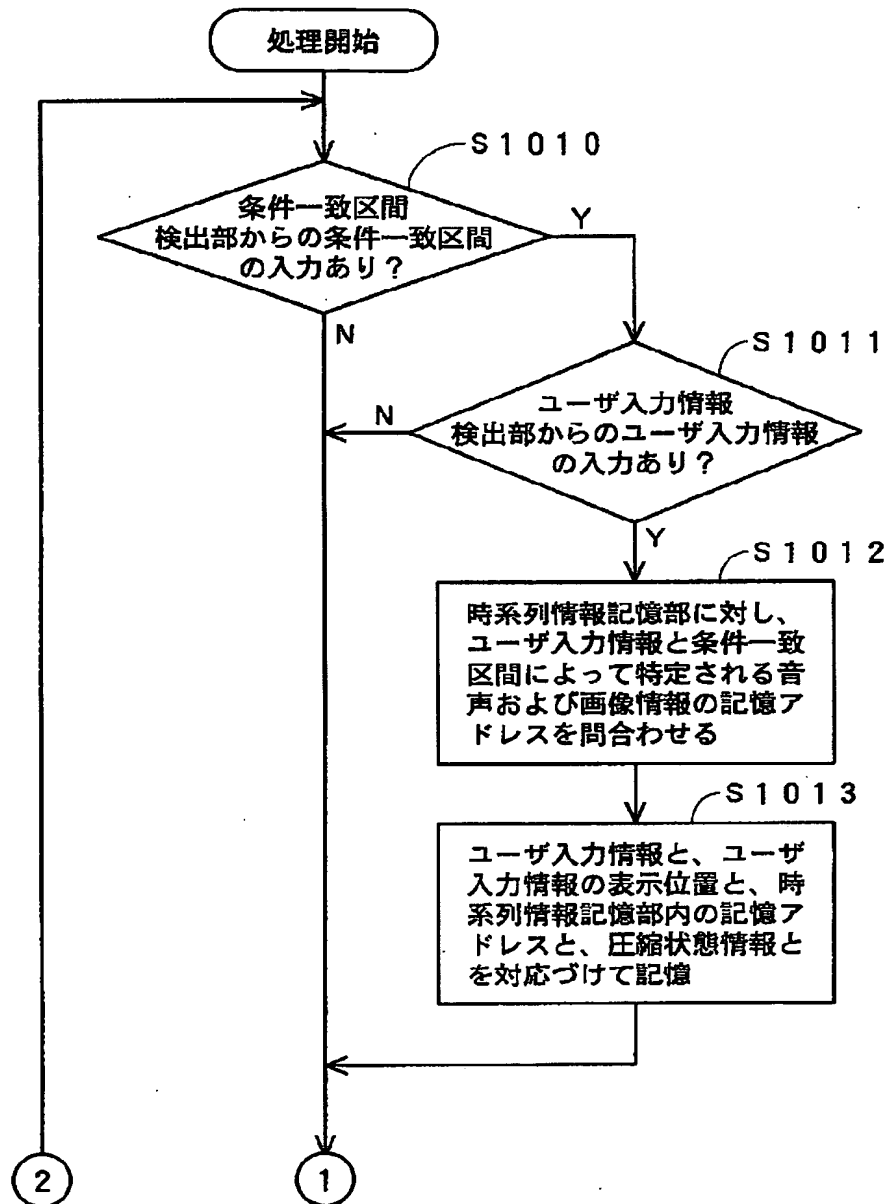 処理開始
S1010
条件一致区間
検出部からの条件一致区間
の入力あり？
Y
N
S1011
ユーザ入力情報
検出部からのユーザ入力情報
の入力あり？
N
Y
S1012
時系列情報記憶部に対し、
ユーザ入力情報と条件一致
区間によって特定される音
声および画像情報の記憶ア
ドレスを問合わせる
S1013
ユーザ入力情報と、ユーザ
入力情報の表示位置と、時
系列情報記憶部内の記憶ア
ドレスと、圧縮状態情報と
を対応づけて記憶
2
1